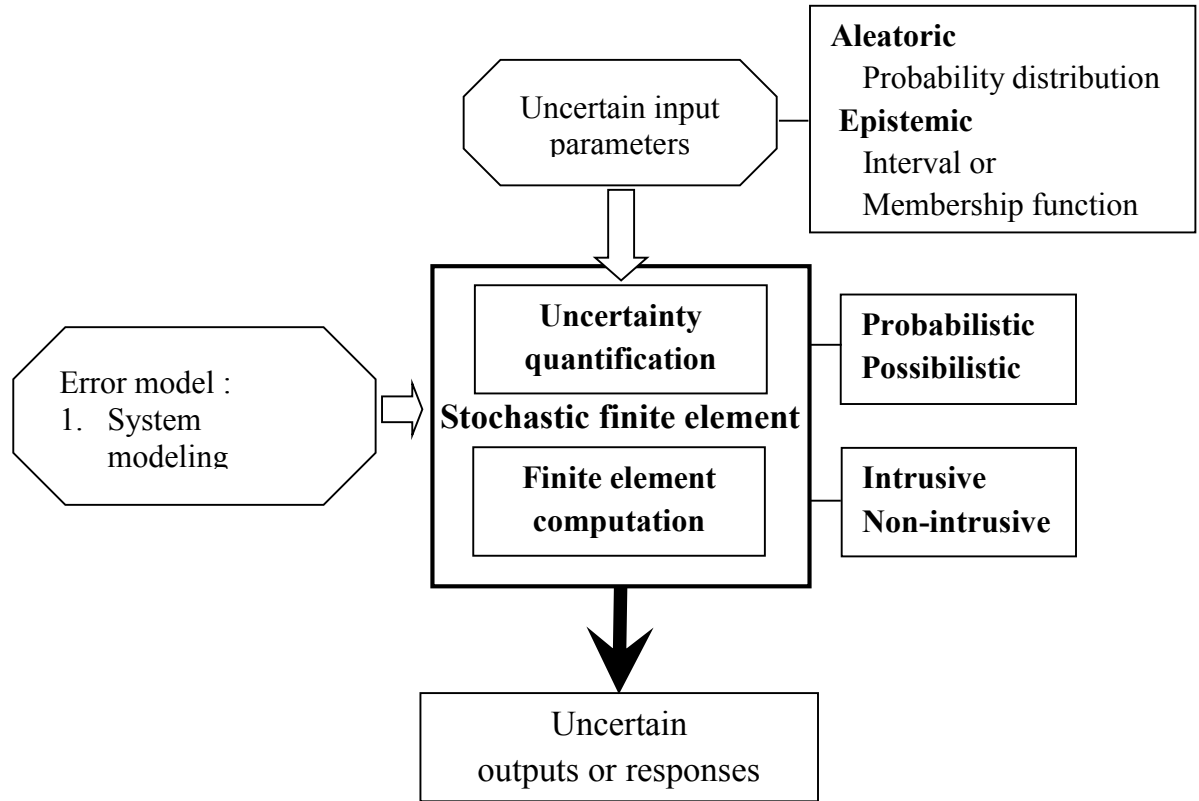 Aleatoric
Probability distribution
Epistemic
Interval or
Membership function
Uncertain input
parameters
Uncertainty
quantification
Probabilistic
Possibilistic
Error model :
1. System
modeling
Stochastic finite element
Finite element
computation
Intrusive
Non-intrusive
Uncertain
outputs or responses